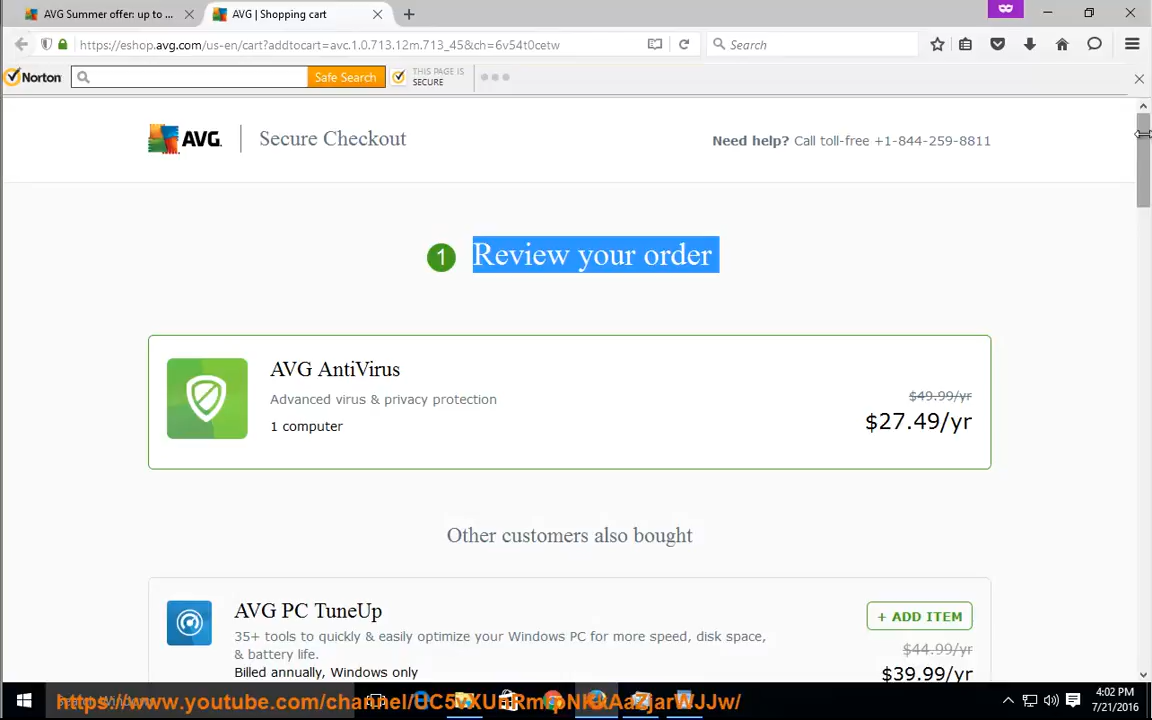 AVG Summer offer: up to ...
AVG | Shopping cart
https://eshop.avg.com/us-en/cart?addtocart=avc.1.0.713.12m.713_45&ch=6v54t0cetw
Search
Norton
Safe Search
THIS PAGE IS
SECURE
AVG.
Secure Checkout
Need help? Call toll-free +1-844-259-8811
1 Review your order
AVG AntiVirus
Advanced virus & privacy protection
1 computer
$49.99/yr
$27.49/yr
Other customers also bought
AVG PC TuneUp
35+ tools to quickly & easily optimize your Windows PC for more speed, disk space,
& battery life.
Billed annually, Windows only
+ ADD ITEM
$44.99/yr
$39.99/yr
4:02 PM
7/21/2016